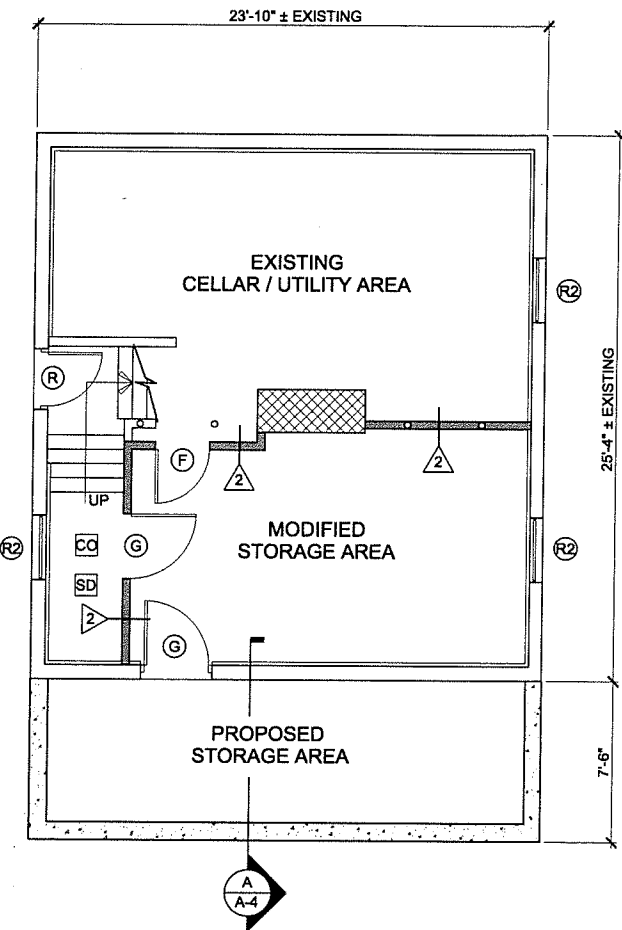 23'-10" ± EXISTING
EXISTING
CELLAR / UTILITY AREA
R2
25'-4" ± EXISTING
R
F
2
2
UP
MODIFIED
STORAGE AREA
R2
CO
G
R2
SD
2
G
PROPOSED
STORAGE AREA
7'-6"
A
A-4